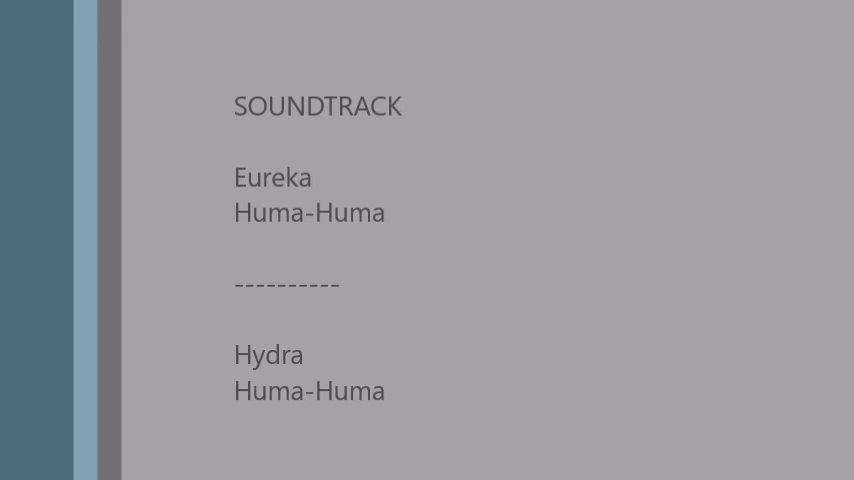 SOUNDTRACK
Eureka
Huma-Huma
----------
Hydra
Huma-Huma